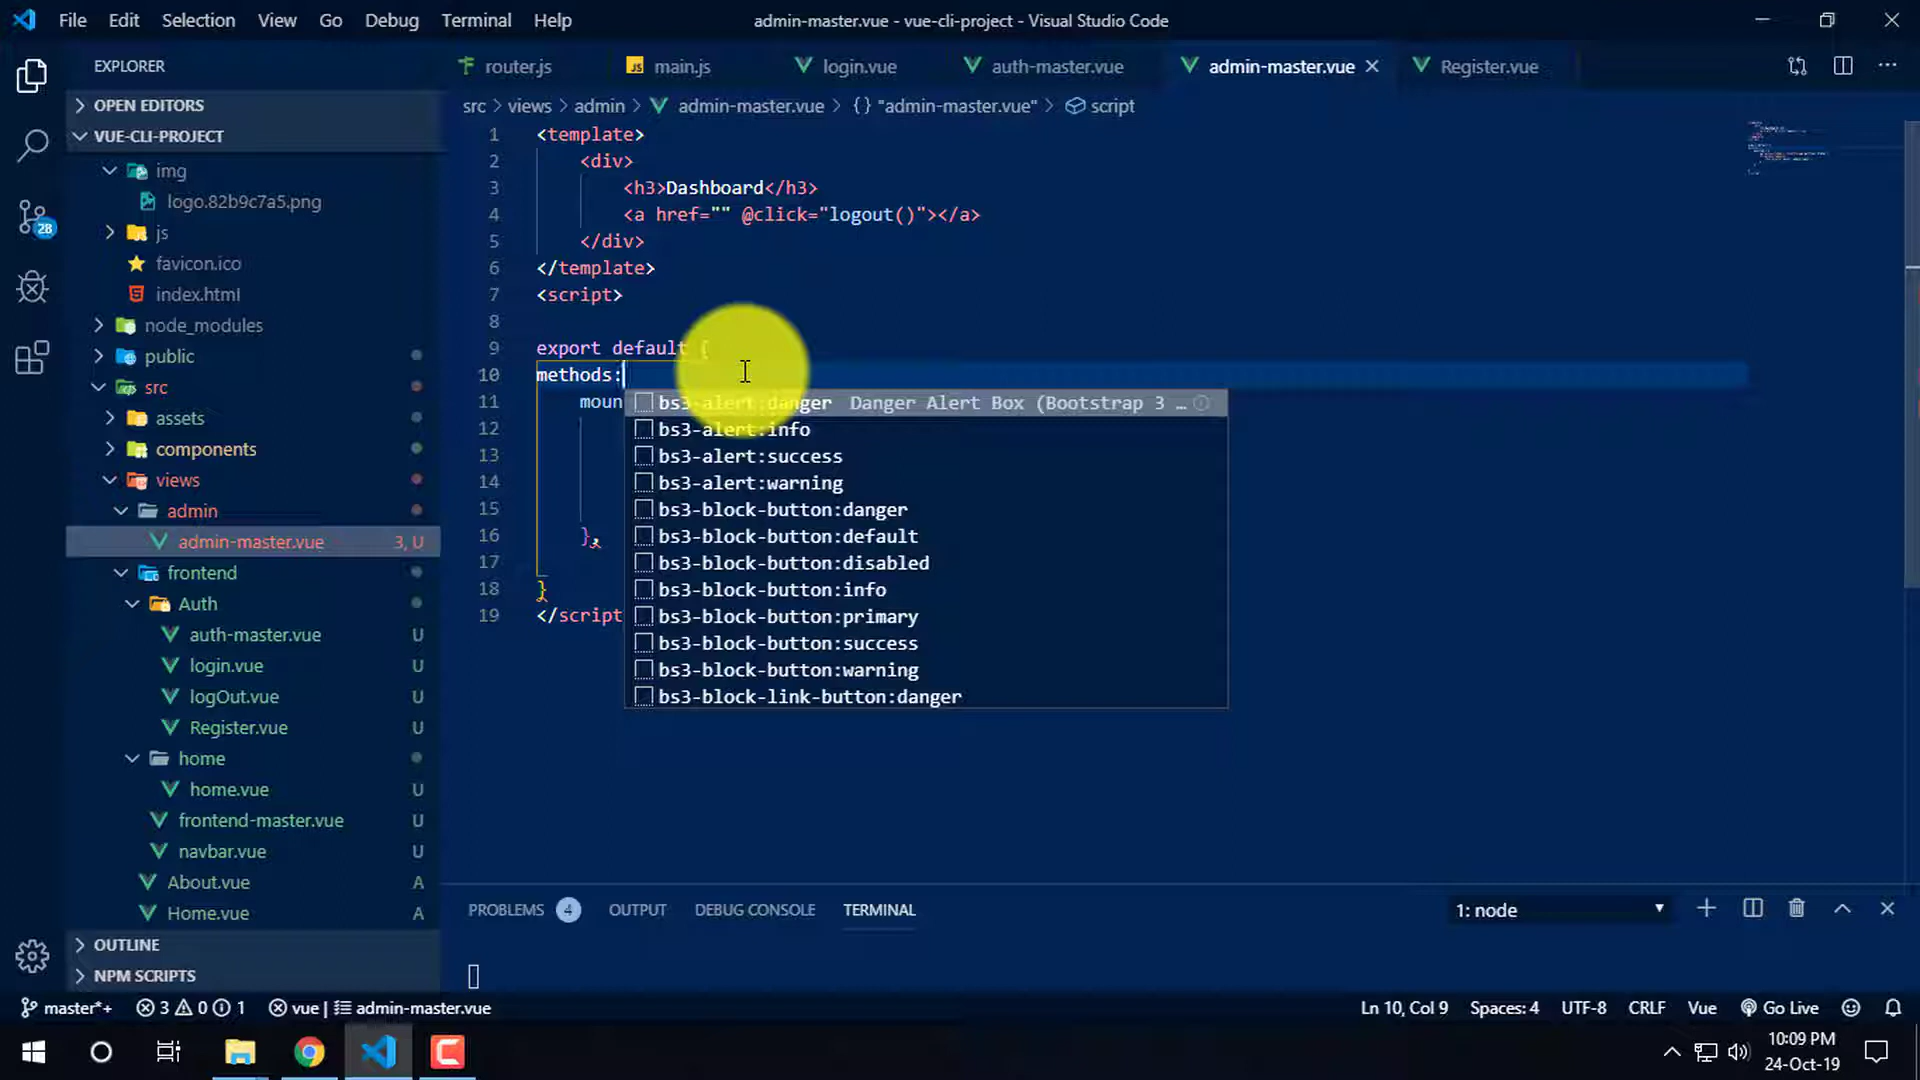 File Edit Selection View Go Debug Terminal Help
admin-master.vue - vue-cli-project - Visual Studio Code
EXPLORER
OPEN EDITORS
VUE-CLI-PROJECT
img
logo.82b9c7a5.png
js
favicon.ico
index.html
node_modules
public
src
assets
components
views
admin
admin-master.vue 3, U
frontend
Auth
auth-master.vue U
login.vue U
logOut.vue U
Register.vue U
home
home.vue U
frontend-master.vue U
navbar.vue U
About.vue A
Home.vue A
OUTLINE
NPM SCRIPTS
28
router.js JS main.js login.vue auth-master.vue admin-master.vue Register.vue
src > views > admin > admin-master.vue > {} "admin-master.vue" > script
1 <template>
2 <div>
3 <h3>Dashboard</h3>
4 <a href="" @click="logout()"></a>
5 </div>
6 </template>
7 <script>
8
9 export default {
10 methods:
11 moun
12
13
14
15
16 },
17
18 }
19 </script
bs3-alert:danger Danger Alert Box (Bootstrap 3 …
bs3-alert:info
bs3-alert:success
bs3-alert:warning
bs3-block-button:danger
bs3-block-button:default
bs3-block-button:disabled
bs3-block-button:info
bs3-block-button:primary
bs3-block-button:success
bs3-block-button:warning
bs3-block-link-button:danger
PROBLEMS 4 OUTPUT DEBUG CONSOLE TERMINAL
1: node
master*+ 3 0 1 vue | admin-master.vue
Ln 10, Col 9 Spaces: 4 UTF-8 CRLF Vue Go Live
10:09 PM
24-Oct-19